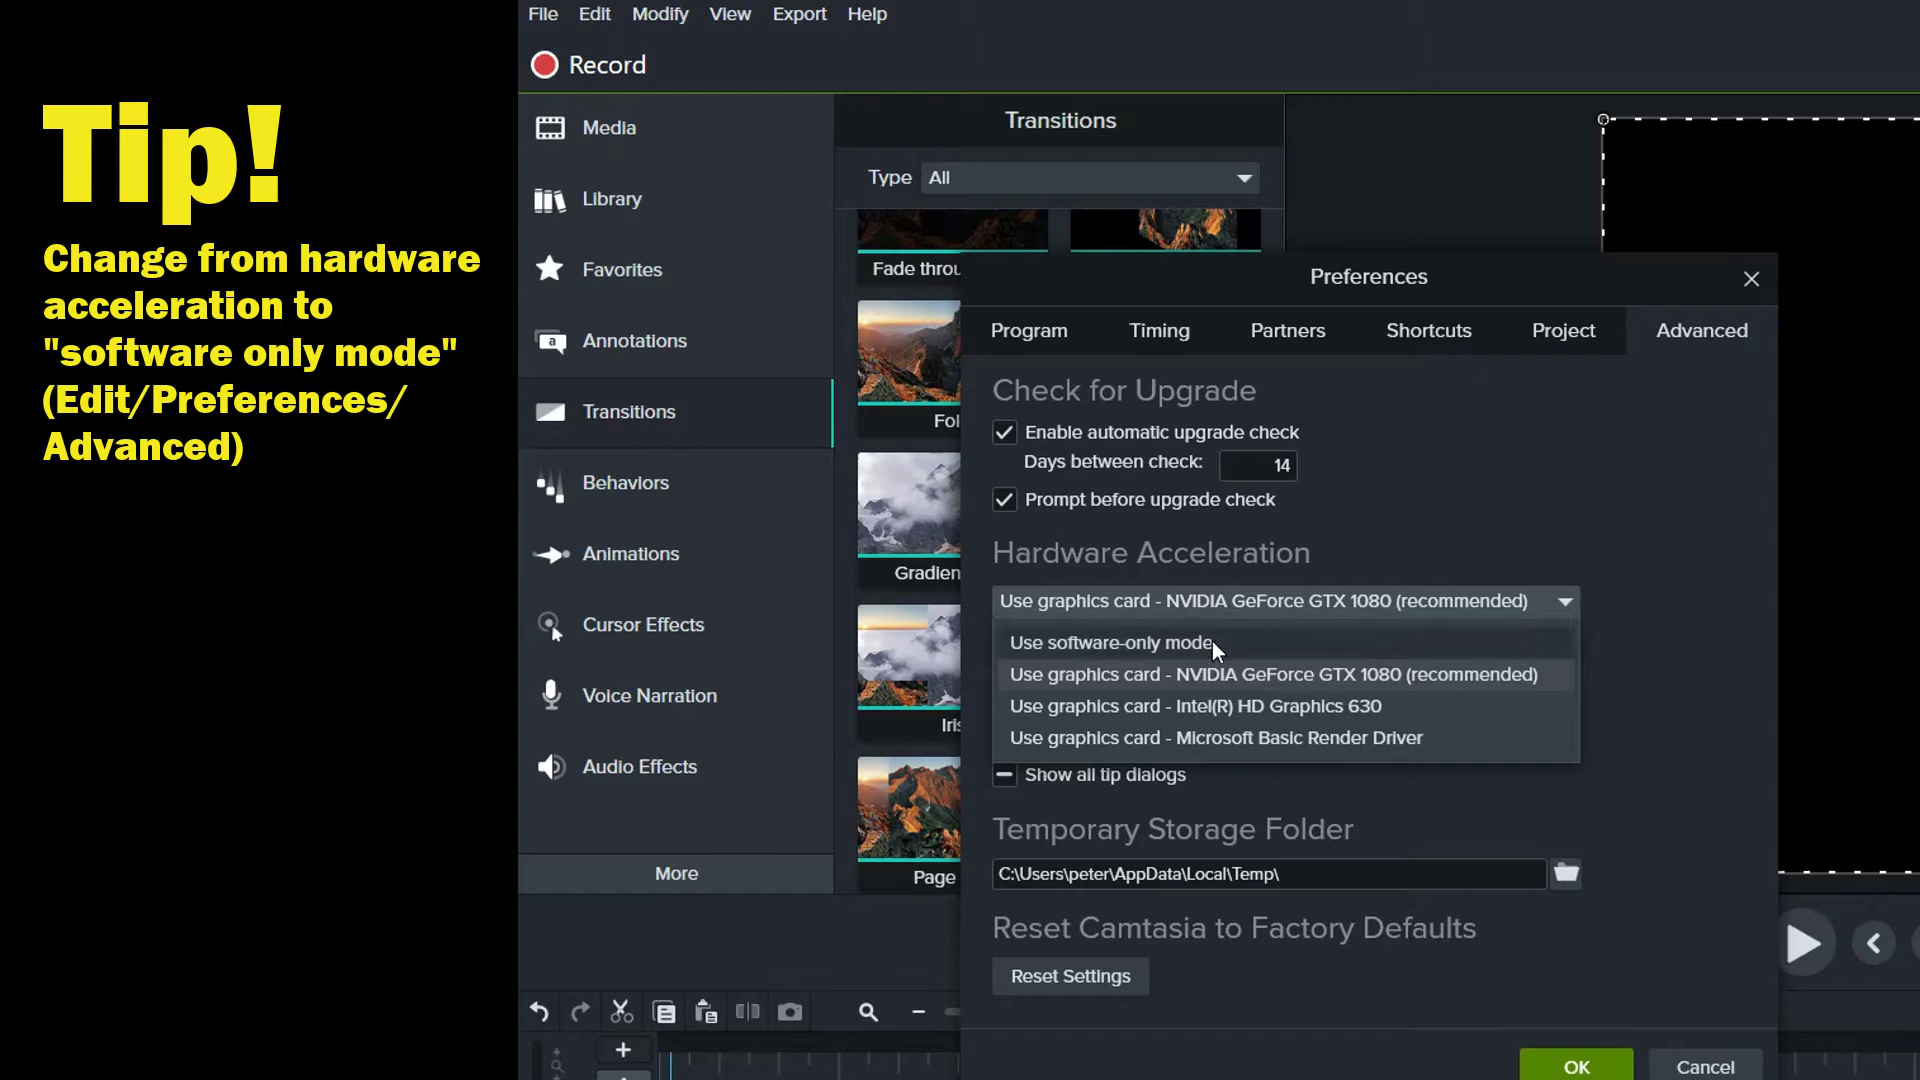 File Edit Modify View Export Help
Record
Tip!
Change from hardware
acceleration to
"software only mode"
(Edit/Preferences/
Advanced)
Media
Library
Favorites
Annotations
Transitions
Behaviors
Animations
Cursor Effects
Voice Narration
Audio Effects
More
Transitions
Type All
Fade throu
Fol
Gradien
Iris
Page
Preferences
Program Timing Partners Shortcuts Project Advanced
Check for Upgrade
Enable automatic upgrade check
Days between check: 14
Prompt before upgrade check
Hardware Acceleration
Use graphics card - NVIDIA GeForce GTX 1080 (recommended)
Use software-only mode
Use graphics card - NVIDIA GeForce GTX 1080 (recommended)
Use graphics card - Intel(R) HD Graphics 630
Use graphics card - Microsoft Basic Render Driver
Show all tip dialogs
Temporary Storage Folder
C:\Users\peter\AppData\Local\Temp\
Reset Camtasia to Factory Defaults
Reset Settings
OK Cancel